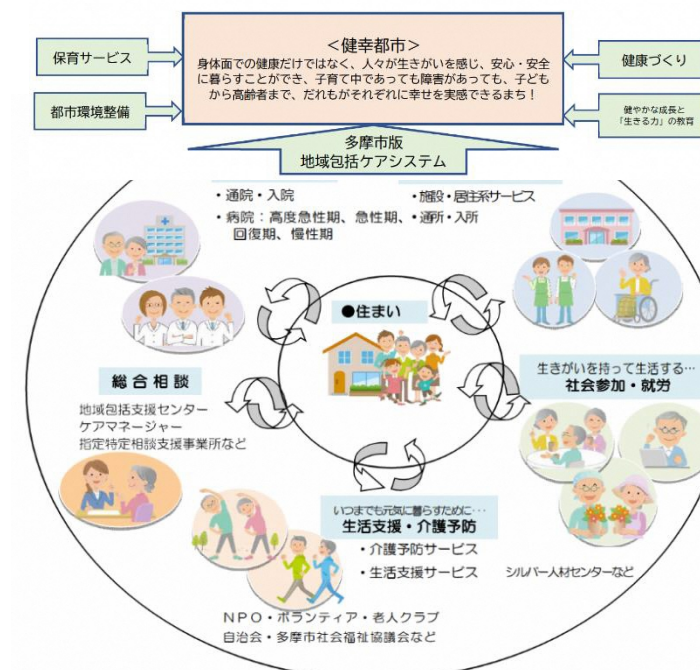 ＜健幸都市＞
身体面での健康だけではなく、人々が生きがいを感じ、安心・安全
に暮らすことができ、子育て中であっても障害があっても、子ども
から高齢者まで、だれもがそれぞれに幸せを実感できるまち！
保育サービス
都市環境整備
健康づくり
健やかな成長と
「生きる力」の教育
多摩市版
地域包括ケアシステム
・通院・入院
・病院：高度急性期、急性期、
回復期、慢性期
・施設・居住系サービス
・通所・入所
●住まい
総合相談
地域包括支援センター
ケアマネージャー
指定特定相談支援事業所など
生きがいを持って生活する…
社会参加・就労
いつまでも元気に暮らすために…
生活支援・介護予防
・介護予防サービス
・生活支援サービス
シルバー人材センターなど
NPO・ボランティア・老人クラブ
自治会・多摩市社会福祉協議会など